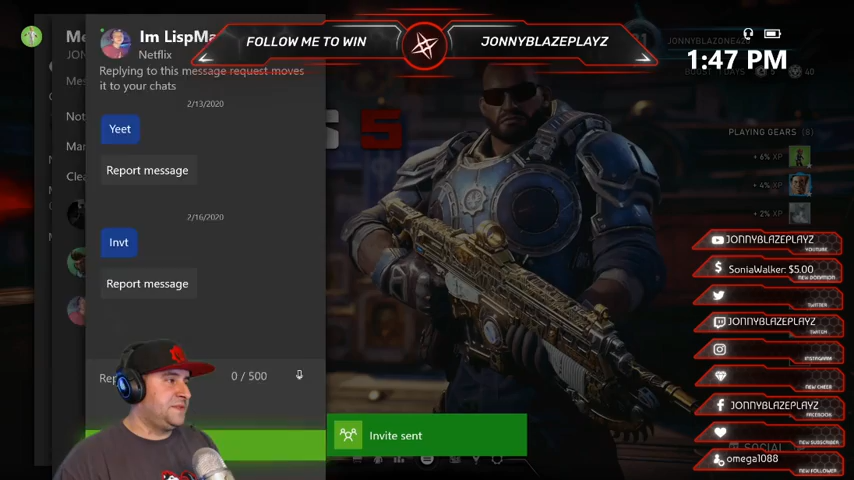 Im LispMa
Netflix
Replying to this message request moves
it to your chats
2/13/2020
Yeet
Report message
2/16/2020
Invt
Report message
0 / 500
Invite sent
FOLLOW ME TO WIN
JONNYBLAZEPLAYZ
1:47 PM
5
PLAYING GEARS (8)
+ 6% XP
+ 4% XP
+ 2% XP
JONNYBLAZEPLAYZ
YOUTUBE
SoniaWalker: $5.00
NEW DONATION
TWITTER
JONNYBLAZEPLAYZ
TWITCH
INSTAGRAM
NEW CHEER
JONNYBLAZEPLAYZ
FACEBOOK
NEW SUBSCRIBER
SOCIAL
omega1088
NEW FOLLOWER